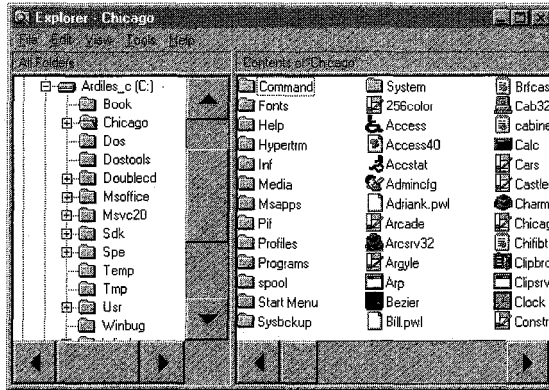 Explorer - Chicago
File Edit View Tools Help
All Folders
Contents of 'Chicago'
Ardiles_c (C:)
Book
Chicago
Dos
Dostools
Doublecd
Msoffice
Msvc20
Sdk
Spe
Temp
Tmp
Usr
Winbug
Command
Fonts
Help
Hypertrm
Inf
Media
Msapps
Pif
Profiles
Programs
spool
Start Menu
Sysbckup
System
256color
Access
Access40
Accstat
Admincfg
Adriank.pwl
Arcade
Arcsrv32
Argyle
Arp
Bezier
Bill.pwl
Brfcas
Cab32
cabine
Calc
Cars
Castle
Charm
Chicag
Chifibt
Clipbro
Clipsrv
Clock
Constr